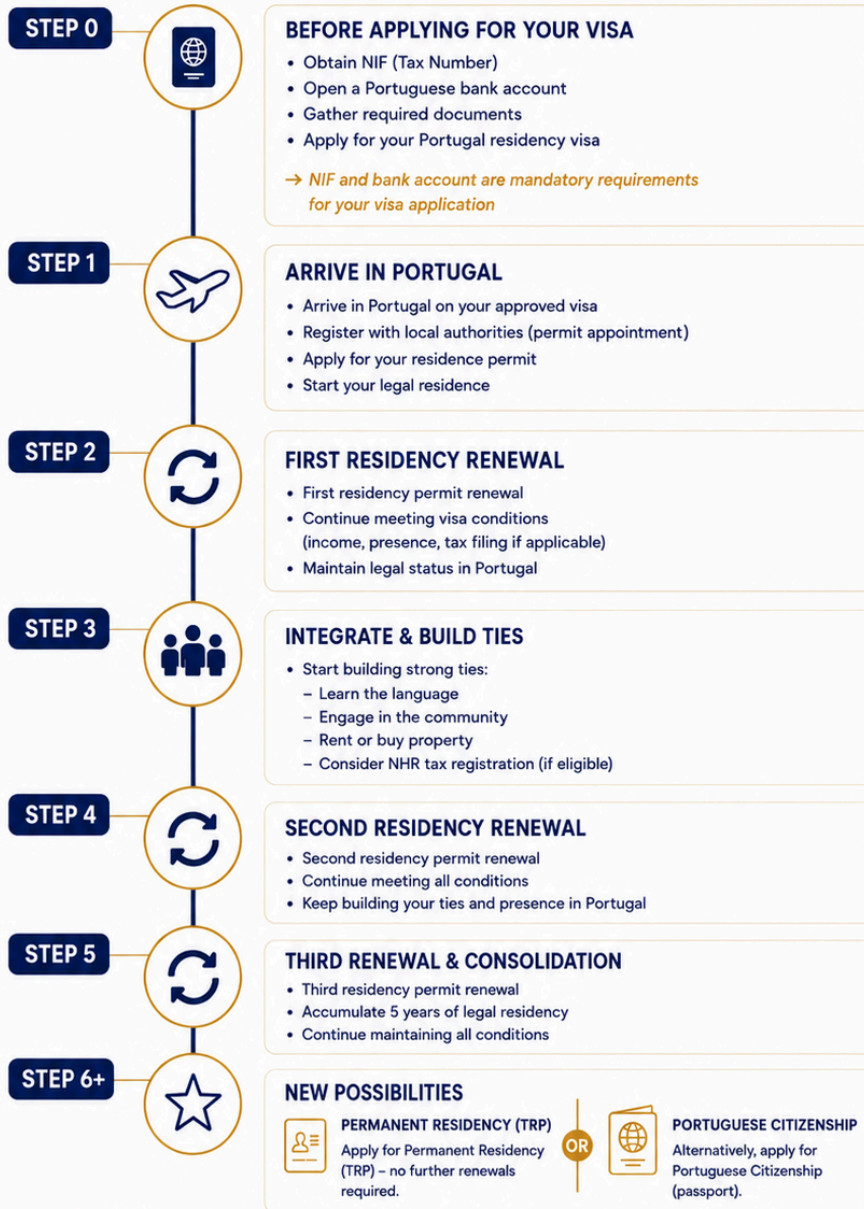 STEP 0
BEFORE APPLYING FOR YOUR VISA
• Obtain NIF (Tax Number)
• Open a Portuguese bank account
• Gather required documents
• Apply for your Portugal residency visa
→ NIF and bank account are mandatory requirements
for your visa application
STEP 1
ARRIVE IN PORTUGAL
• Arrive in Portugal on your approved visa
• Register with local authorities (permit appointment)
• Apply for your residence permit
• Start your legal residence
STEP 2
FIRST RESIDENCY RENEWAL
• First residency permit renewal
• Continue meeting visa conditions
(income, presence, tax filing if applicable)
• Maintain legal status in Portugal
STEP 3
INTEGRATE & BUILD TIES
• Start building strong ties:
– Learn the language
– Engage in the community
– Rent or buy property
– Consider NHR tax registration (if eligible)
STEP 4
SECOND RESIDENCY RENEWAL
• Second residency permit renewal
• Continue meeting all conditions
• Keep building your ties and presence in Portugal
STEP 5
THIRD RENEWAL & CONSOLIDATION
• Third residency permit renewal
• Accumulate 5 years of legal residency
• Continue maintaining all conditions
STEP 6+
NEW POSSIBILITIES
PERMANENT RESIDENCY (TRP)
Apply for Permanent Residency
(TRP) – no further renewals
required.
OR
PORTUGUESE CITIZENSHIP
Alternatively, apply for
Portuguese Citizenship
(passport).